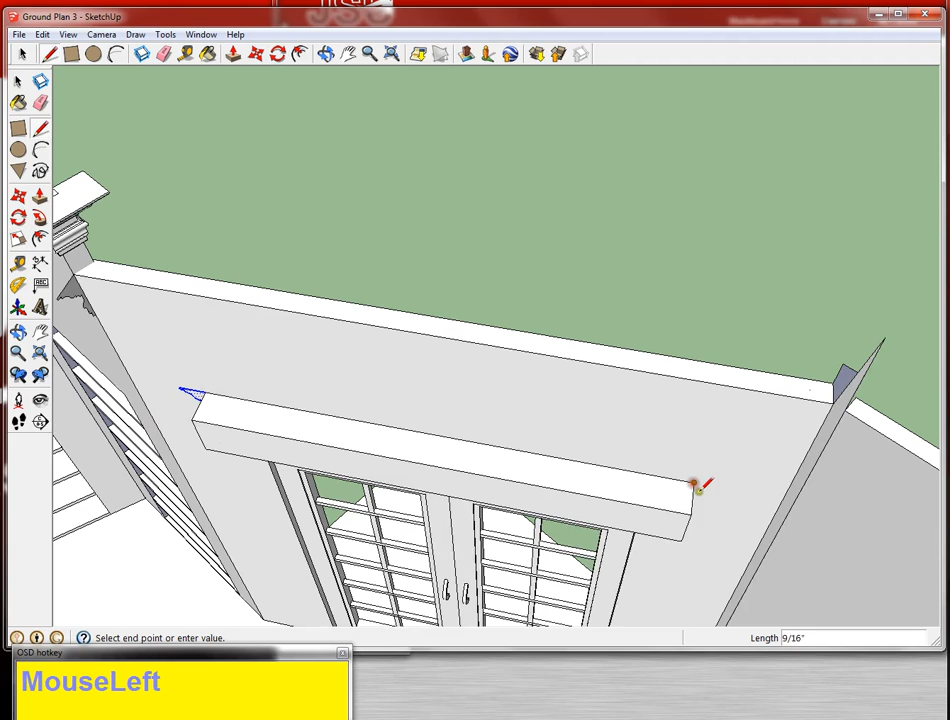 Ground Plan 3 - SketchUp
File Edit View Camera Draw Tools Window Help
ABC
Select end point or enter value.
Length 9/16"
OSD hotkey
MouseLeft